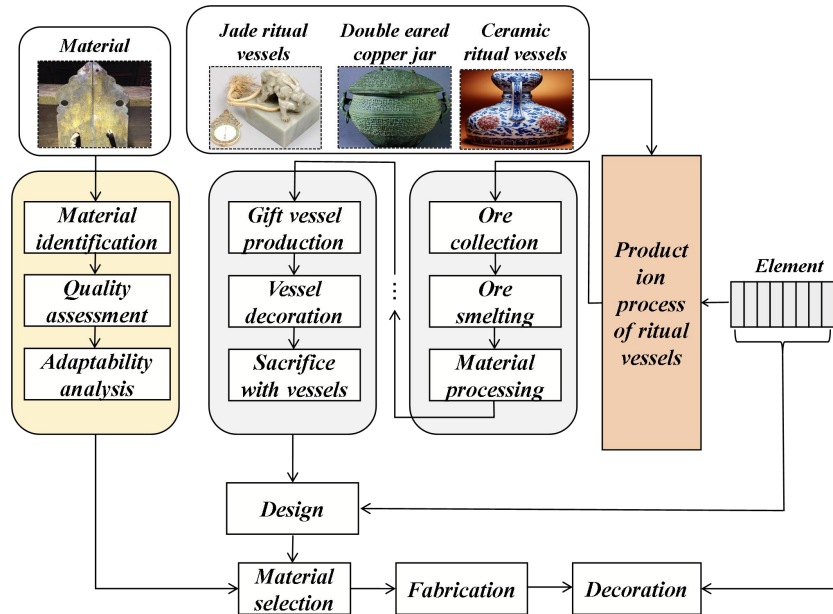 Material
Jade ritual
vessels
Double eared
copper jar
Ceramic
ritual vessels
Material
identification
Quality
assessment
Adaptability
analysis
Gift vessel
production
Vessel
decoration
Sacrifice
with vessels
...
Ore
collection
Ore
smelting
Material
processing
Product
ion
process
of ritual
vessels
Element
Design
Material
selection
Fabrication
Decoration